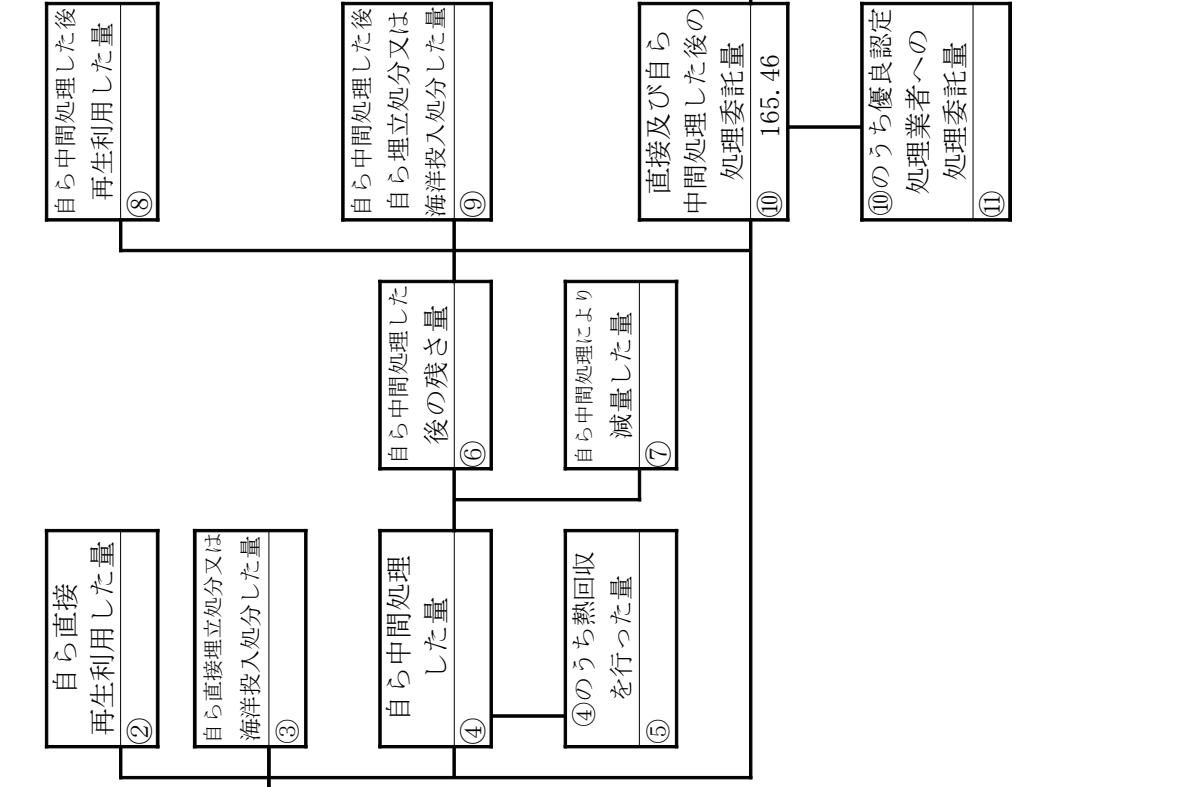 自ら直接
再生利用した量
②
自ら直接埋立処分又は
海洋投入処分した量
③
自ら中間処理
した量
④
④のうち熱回収
を行った量
⑤
自ら中間処理した
後の残さ量
⑥
自ら中間処理により
減量した量
⑦
自ら中間処理した後
再生利用した量
⑧
自ら中間処理した後
自ら埋立処分又は
海洋投入処分した量
⑨
直接及び自ら
中間処理した後の
処理委託量
⑩ 165.46
⑩のうち優良認定
処理業者への
処理委託量
⑪